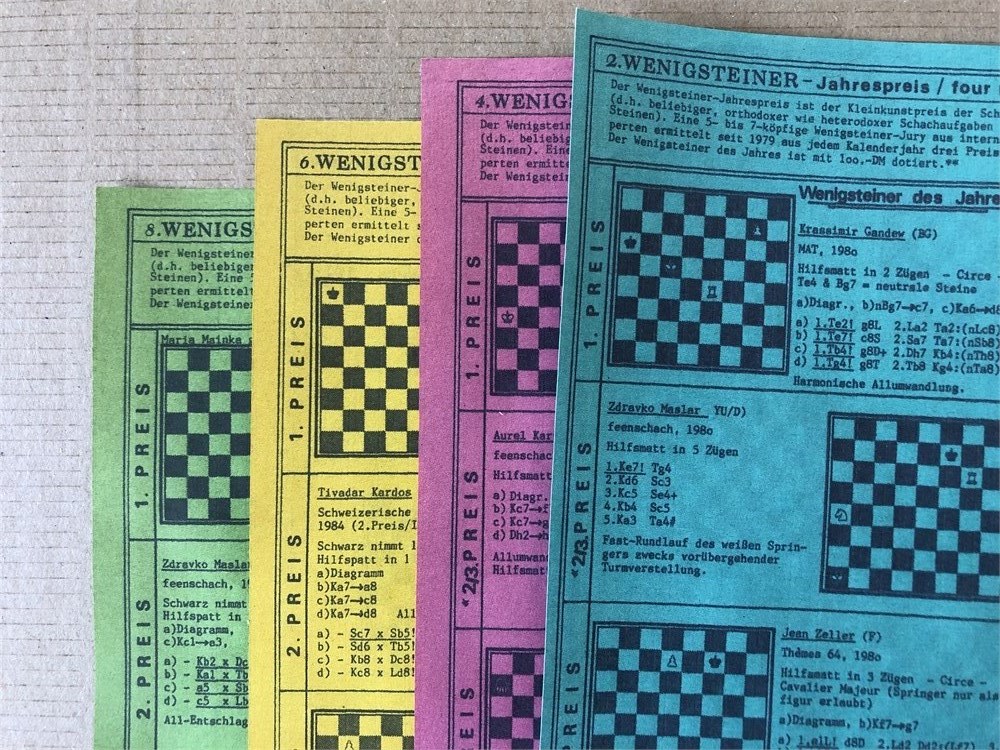 8.WENIGS
Der Wenigsteiner
(d.h. beliebiger
Steinen). Eine 5
perten ermittelt
Der Wenigsteiner
1. PREIS
Zdravko Maslar
feenschach,
Schwarz nimmt
Hilfspatt in
a)Diagramm,
c)Kc1→a3,
a) - Kb2 x Dc
b) - Ka1 x Tb
c) - a5 x Sb
d) - c5 x Lb
All-Entschlag
2. PREIS
6.WENIGST
Der Wenigsteiner-J
(d.h. beliebiger,
Steinen). Eine 5-
perten ermittelt s
Der Wenigsteiner d
1. PREIS
Tivadar Kardos
Schweizerische
1984 (2.Preis/I
Schwarz nimmt 1
Hilfspatt in 1
a)Diagramm
b)Ka7→a8
c)Ka7→c8
d)Ka7→d8 All
a) - Sc7 x Sb5!
b) - Sd6 x Tb5!
c) - Kb8 x Dc8!
d) - Kc8 x Ld8!
2. PREIS
4.WENIG
Der Wenigstein
(d.h. beliebig
Steinen). Eine
perten ermitte
Der Wenigstein
1. PREIS
Aurel Kar
feenschac
Hilfsmatt
a) Diagr.
b) Kc7→f
c) Kc7→g
d) Dh2→h
Allumwand
Hilfsmat
"2/3.PREIS
EIS
2.WENIGSTEINER-Jahrespreis / four
Der Wenigsteiner-Jahrespreis ist der Kleinkunstpreis der Sch
(d.h. beliebiger, orthodoxer wie heterodoxer Schachaufgaben
Steinen). Eine 5- bis 7-köpfige Wenigsteiner-Jury aus intern
perten ermittelt seit 1979 aus jedem Kalenderjahr drei Preis
Der Wenigsteiner des Jahres ist mit 1oo.-DM dotiert.**
1. PREIS
Wenigsteiner des Jahre
Krassimir Gandew (BG)
MAT, 198o
Hilfsmatt in 2 Zügen - Circe -
Te4 & Bg7 = neutrale Steine
a)Diagr., b)nBg7→c7, c)Ka6→d8
a) 1.Te2! g8L 2.La2 Ta2:(nLc8)
b) 1.Te7! c8S 2.Sa7 Ta7:(nSb8)
c) 1.Tb4! g8D+ 2.Dh7 Kb4:(nTh8)
d) 1.Tg4! g8T 2.Tb8 Kg4:(nTa8)
Harmonische Allumwandlung.
"2/3.PREIS
Zdravko Maslar YU/D)
feenschach, 198o
Hilfsmatt in 5 Zügen
1.Ke7! Tg4
2.Kd6 Sc3
3.Kc5 Se4+
4.Kb4 Sc5
5.Ka3 Ta4#
Fast-Rundlauf des weißen Sprin-
gers zwecks vorübergehender
Turmverstellung.
EIS
Jean Zeller (F)
Thèmes 64, 198o
Hilfsmatt in 3 Zügen - Circe -
Cavalier Majeur (Springer nur als
figur erlaubt)
a)Diagramm, b)Kf7→g7